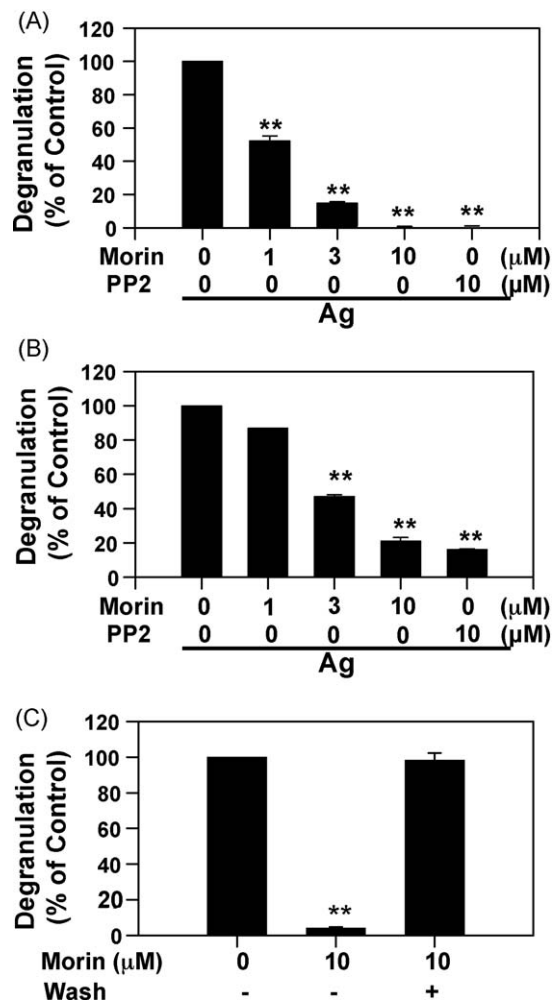 (A)
Degranulation
(% of Control)
120
100
80
60
40
20
0
**
**
**
**
Morin 0 1 3 10 0 (μM)
PP2 0 0 0 0 10 (μM)
Ag
(B)
Degranulation
(% of Control)
120
100
80
60
40
20
0
**
**
**
Morin 0 1 3 10 0 (μM)
PP2 0 0 0 0 10 (μM)
Ag
(C)
Degranulation
(% of Control)
120
100
80
60
40
20
0
**
Morin (μM) 0 10 10
Wash - - +